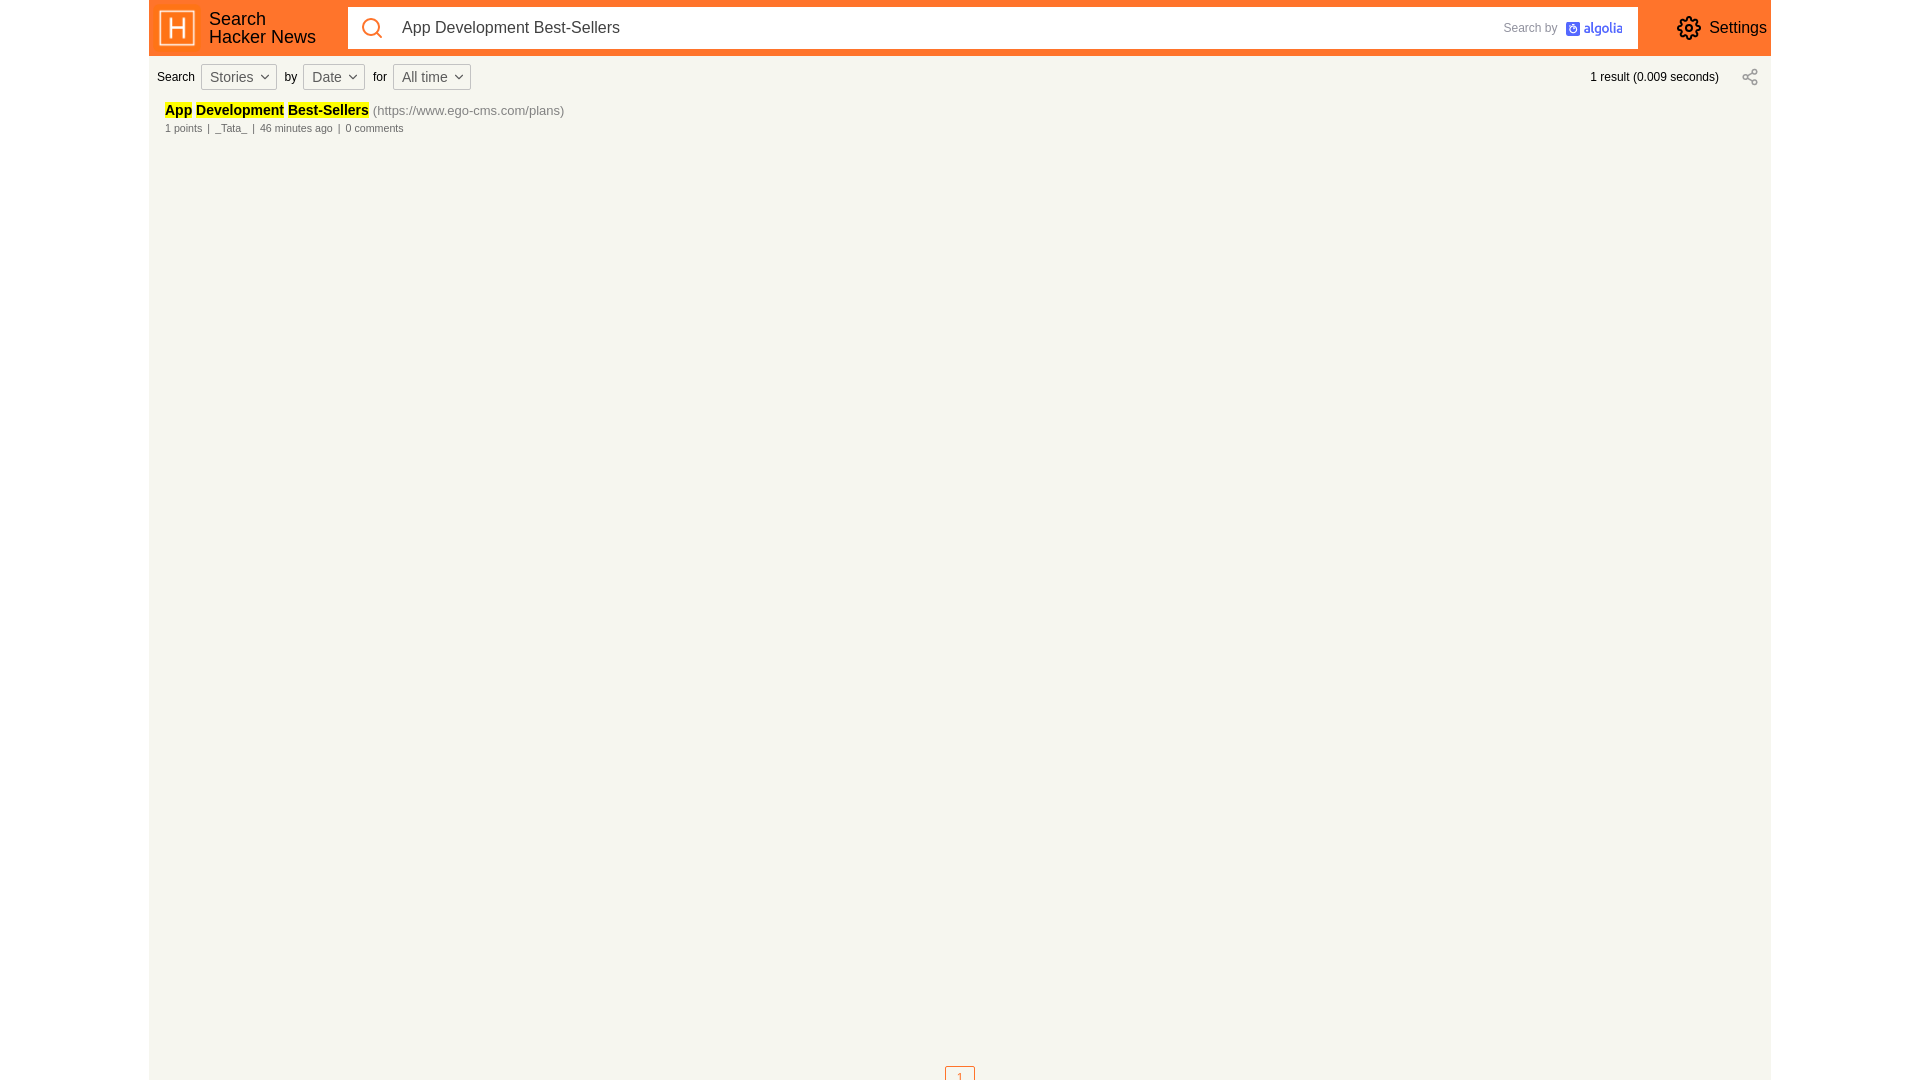 Search
Hacker News
App Development Best-Sellers
Search by algolia
Settings
Search Stories by Date for All time
1 result (0.009 seconds)
App Development Best-Sellers (https://www.ego-cms.com/plans)
1 points | _Tata_ | 46 minutes ago | 0 comments
1